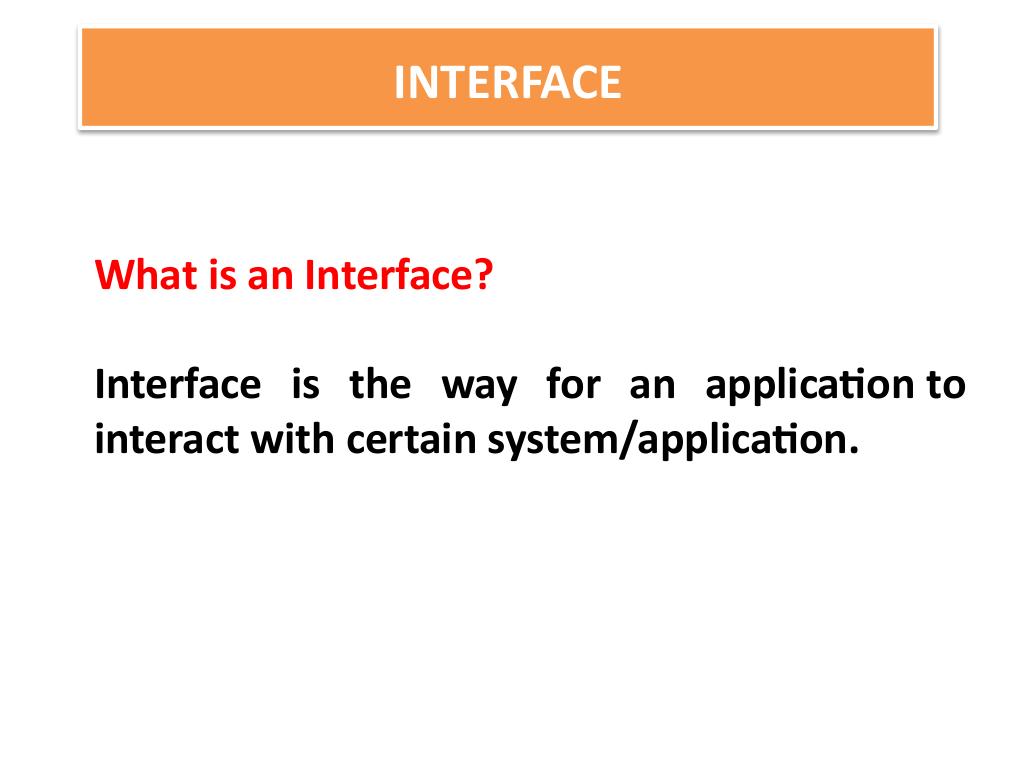 INTERFACE
What is an Interface?
Interface is the way for an application to
interact with certain system/application.